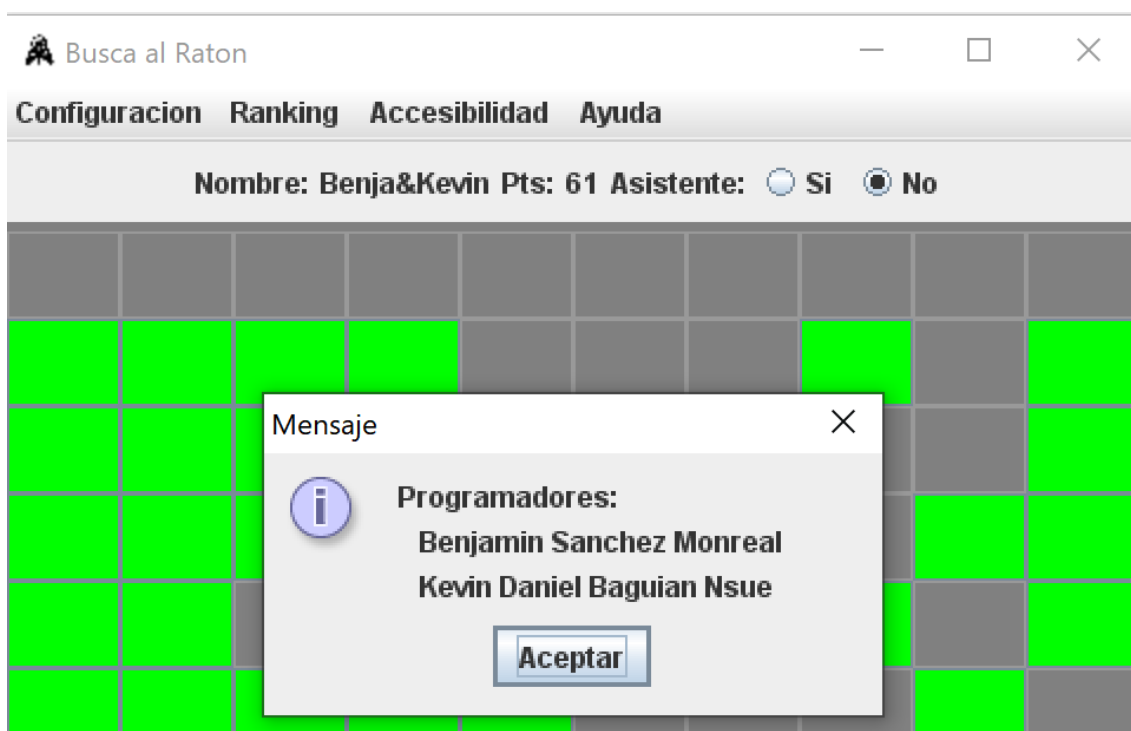 Busca al Raton
Configuracion Ranking Accesibilidad Ayuda
Nombre: Benja&Kevin Pts: 61 Asistente: Si No
Mensaje
Programadores:
Benjamin Sanchez Monreal
Kevin Daniel Baguian Nsue
Aceptar